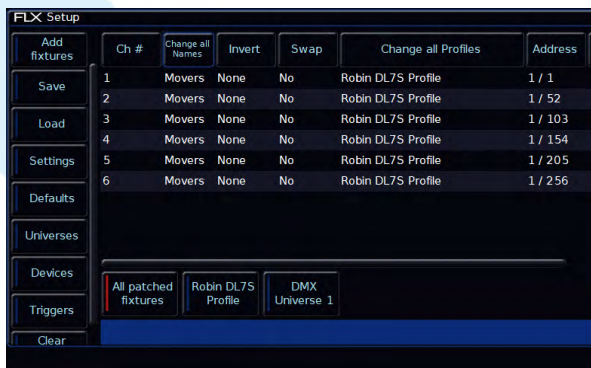 FLX Setup
Add fixtures
Save
Load
Settings
Defaults
Universes
Devices
Triggers
Clear
Ch # Change all Names Invert Swap Change all Profiles Address
1 Movers None No Robin DL7S Profile 1 / 1
2 Movers None No Robin DL7S Profile 1 / 52
3 Movers None No Robin DL7S Profile 1 / 103
4 Movers None No Robin DL7S Profile 1 / 154
5 Movers None No Robin DL7S Profile 1 / 205
6 Movers None No Robin DL7S Profile 1 / 256
All patched fixtures
Robin DL7S Profile
DMX Universe 1